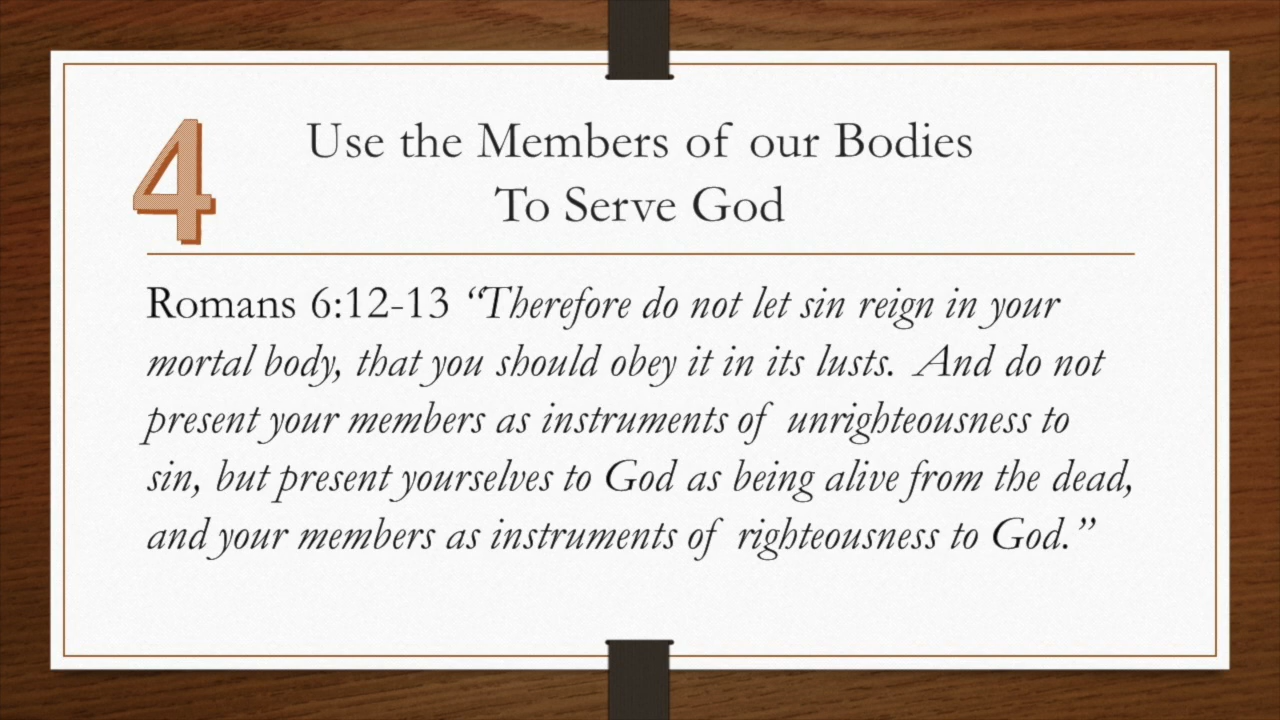 4
Use the Members of our Bodies
To Serve God
Romans 6:12-13 “Therefore do not let sin reign in your
mortal body, that you should obey it in its lusts.  And do not
present your members as instruments of unrighteousness to
sin, but present yourselves to God as being alive from the dead,
and your members as instruments of righteousness to God.”